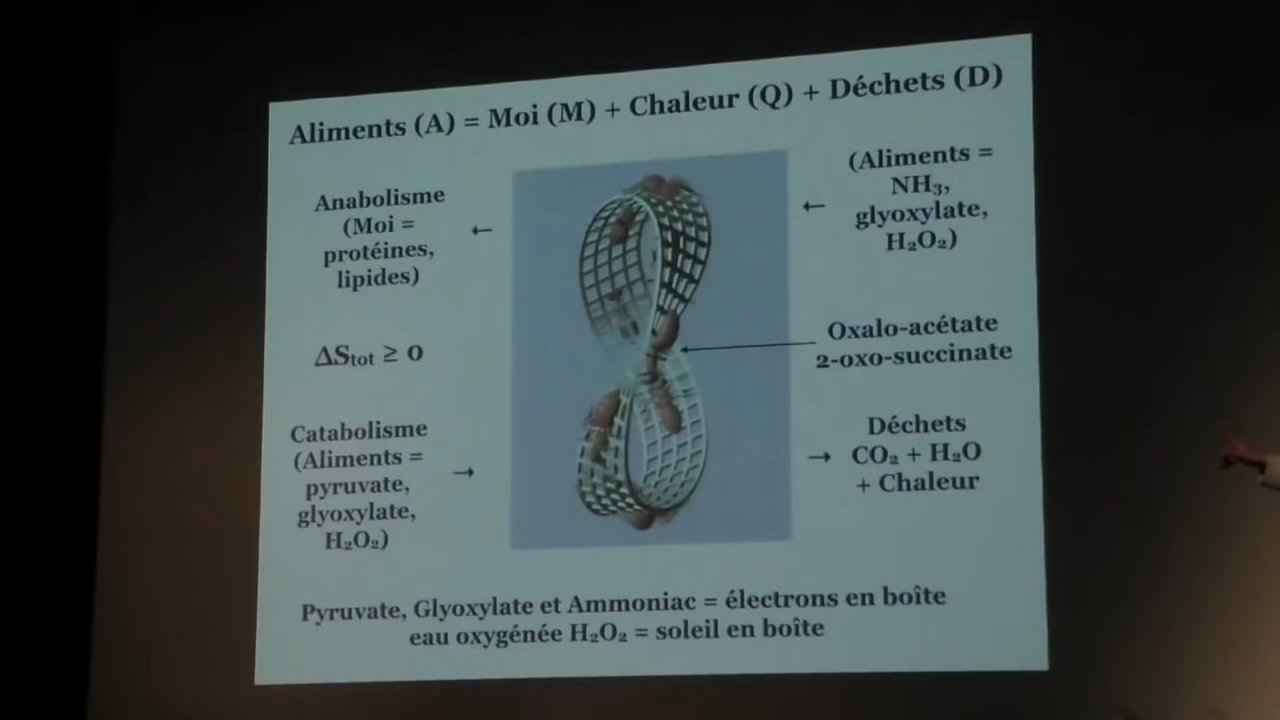 Aliments (A) = Moi (M) + Chaleur (Q) + Déchets (D)
Anabolisme
(Moi =
protéines,
lipides)
←
←
(Aliments =
NH₃,
glyoxylate,
H₂O₂)
ΔStot ≥ 0
Oxalo-acétate
2-oxo-succinate
Catabolisme
(Aliments =
pyruvate,
glyoxylate,
H₂O₂)
→
→
Déchets
CO₂ + H₂O
+ Chaleur
Pyruvate, Glyoxylate et Ammoniac = électrons en boîte
eau oxygénée H₂O₂ = soleil en boîte